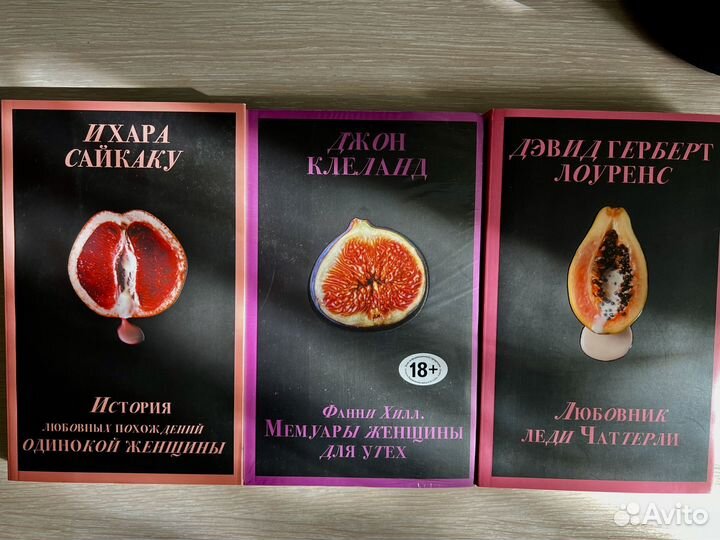 ИХАРА
САЙКАКУ
История
любовных похождений
одинокой женщины
ДЖОН
КЛЕЛАНД
18+
Фанни Хилл.
Мемуары женщины
для утех
ДЭВИД ГЕРБЕРТ
ЛОУРЕНС
Любовник
леди Чаттерли
Avito